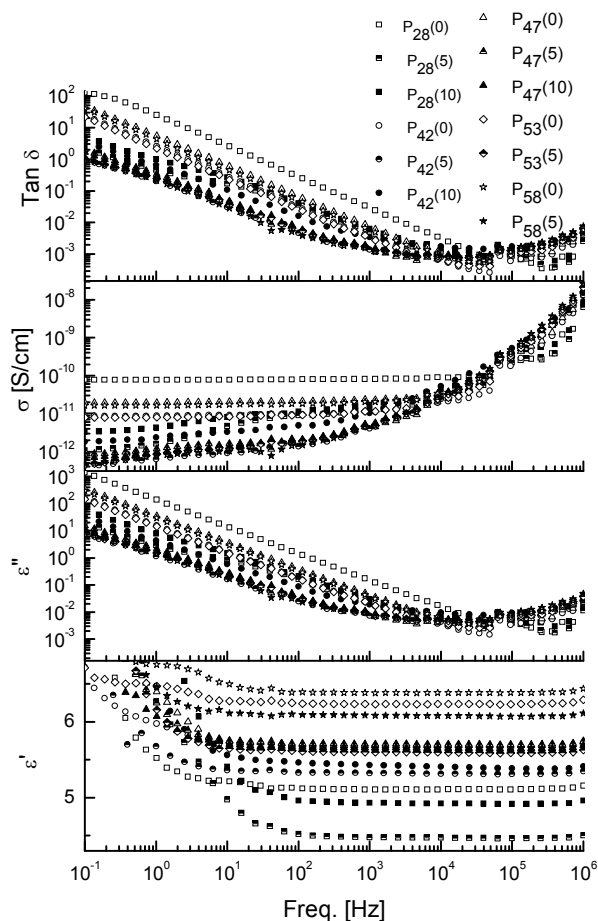 P28(0)
P28(5)
P28(10)
P42(0)
P42(5)
P42(10)
P47(0)
P47(5)
P47(10)
P53(0)
P53(5)
P58(0)
P58(5)
Tan δ
10^2
10^1
10^0
10^-1
10^-2
10^-3
σ [S/cm]
10^-8
10^-9
10^-10
10^-11
10^-12
ε"
10^3
10^2
10^1
10^0
10^-1
10^-2
10^-3
ε'
6
5
10^-1 10^0 10^1 10^2 10^3 10^4 10^5 10^6
Freq. [Hz]